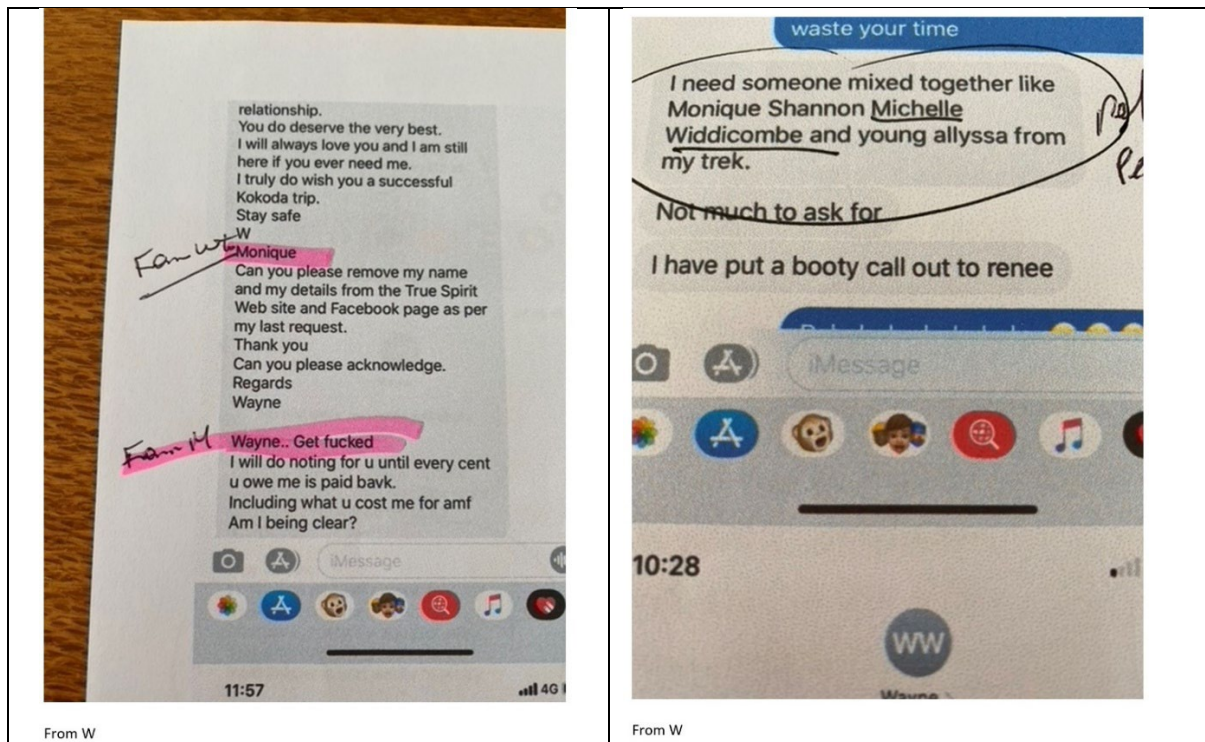 relationship.
You do deserve the very best.
I will always love you and I am still
here if you ever need me.
I truly do wish you a successful
Kokoda trip.
Stay safe
W
From W
Monique
Can you please remove my name
and my details from the True Spirit
Web site and Facebook page as per
my last request.
Thank you
Can you please acknowledge.
Regards
Wayne
From M
Wayne.. Get fucked
I will do noting for u until every cent
u owe me is paid bavk.
Including what u cost me for amf
Am I being clear?
iMessage
11:57
4G
From W
waste your time
I need someone mixed together like
Monique Shannon Michelle
Widdicombe and young allyssa from
my trek.
Not much to ask for
I have put a booty call out to renee
iMessage
10:28
WW
Wayne
From W